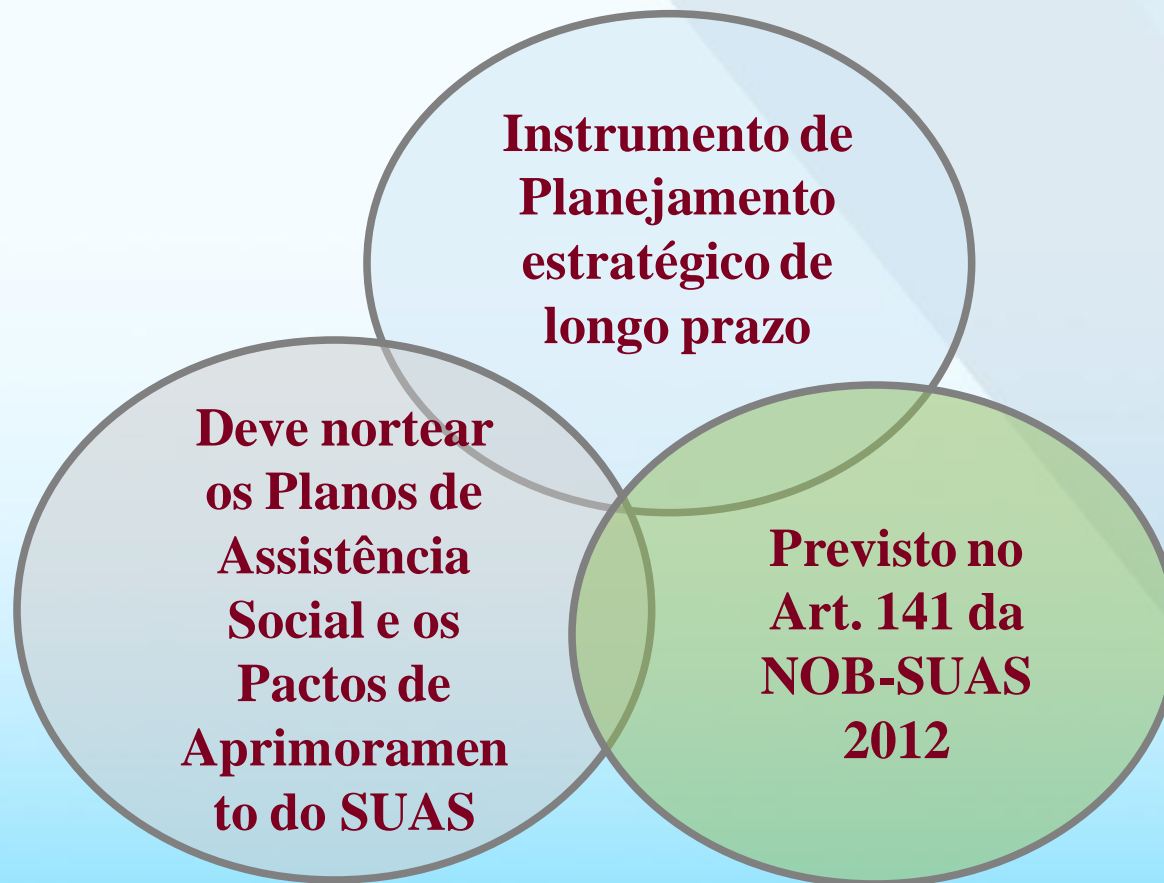 Instrumento de
Planejamento
estratégico de
longo prazo
Deve nortear
os Planos de
Assistência
Social e os
Pactos de
Aprimoramen
to do SUAS
Previsto no
Art. 141 da
NOB-SUAS
2012